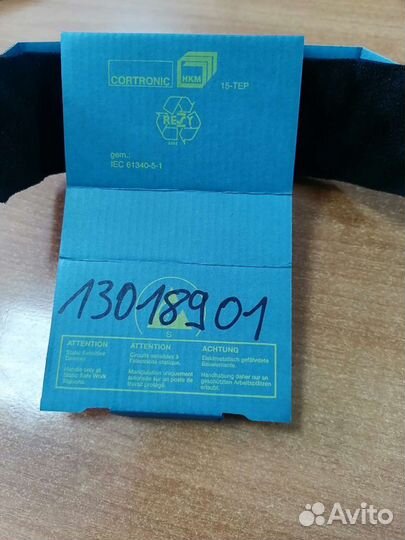 CORTRONIC HKM 15-TEP
REZY
gem.:
IEC 61340-5-1
13018901
S
ATTENTION
Static Sensitive
Devices
Handle only at
Static Safe Work
Stations
ATTENTION
Circuits sensibles à
l'électricité statique.
Manipulation uniquement
autorisée sur un poste de
travail protégé.
ACHTUNG
Elektrostatisch gefährdete
Bauelemente.
Handhabung daher nur an
geschützten Arbeitsplätzen
erlaubt.
Avito